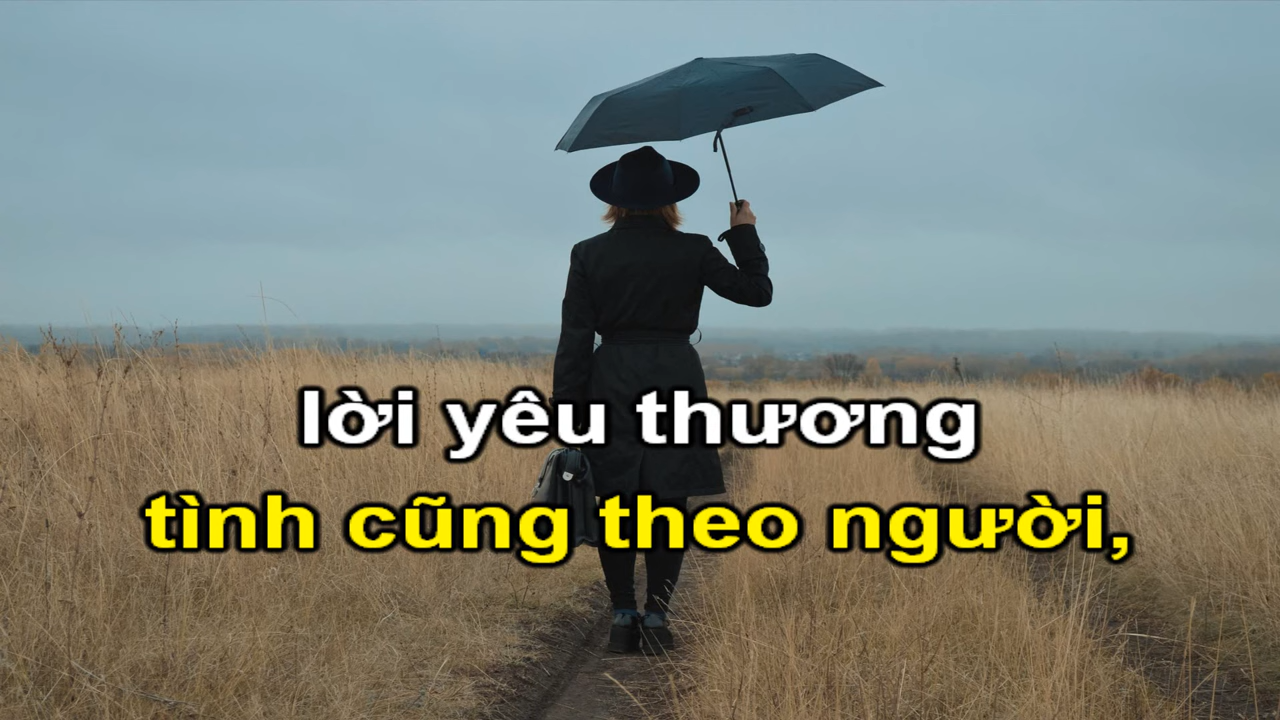 lời yêu thương
tình cũng theo người,